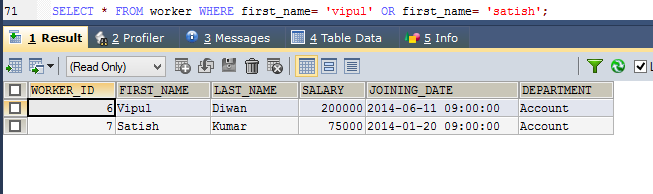 71 SELECT * FROM worker WHERE first_name= 'vipul' OR first_name= 'satish';
1 Result 2 Profiler 3 Messages 4 Table Data 5 Info
(Read Only)
WORKER_ID FIRST_NAME LAST_NAME SALARY JOINING_DATE DEPARTMENT
6 Vipul Diwan 200000 2014-06-11 09:00:00 Account
7 Satish Kumar 75000 2014-01-20 09:00:00 Account